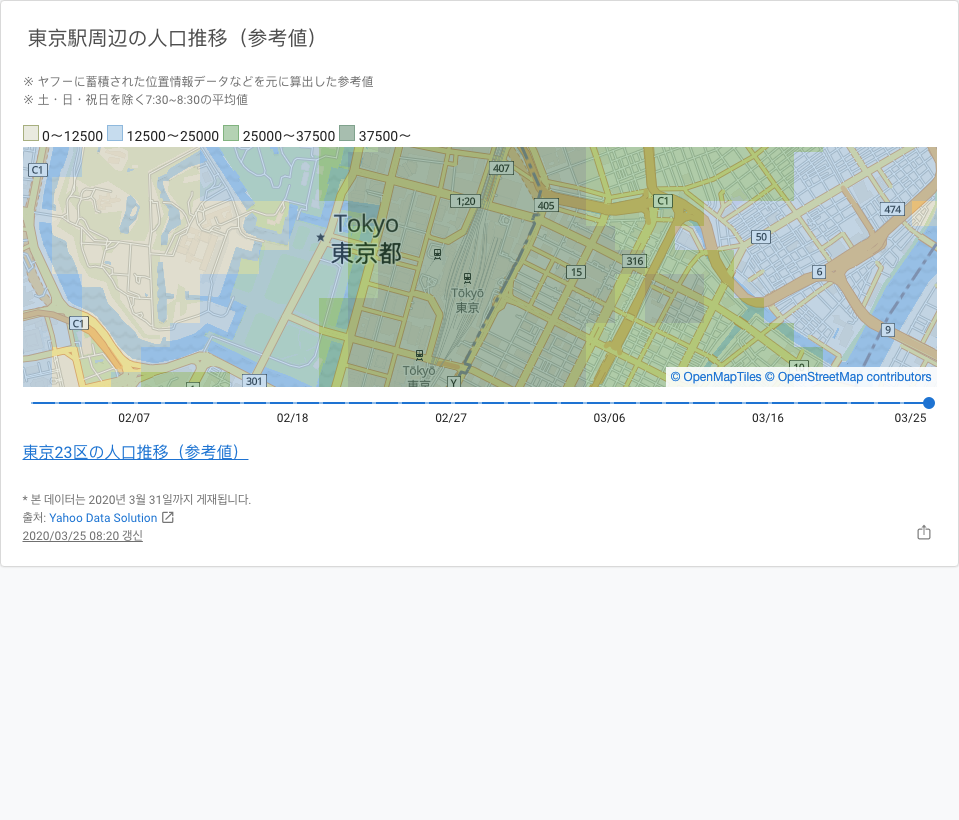 東京駅周辺の人口推移（参考値）
※ ヤフーに蓄積された位置情報データなどを元に算出した参考値
※ 土・日・祝日を除く7:30~8:30の平均値
0〜12500 12500〜25000 25000〜37500 37500〜
C1
407
1;20
405
C1
474
Tokyo
東京都
50
316
15
6
Tōkyō
東京
C1
9
Tōkyō
東京
301
Y
© OpenMapTiles © OpenStreetMap contributors
02/07 02/18 02/27 03/06 03/16 03/25
東京23区の人口推移（参考値）
* 본 데이터는 2020년 3월 31일까지 게재됩니다.
출처: Yahoo Data Solution
2020/03/25 08:20 갱신